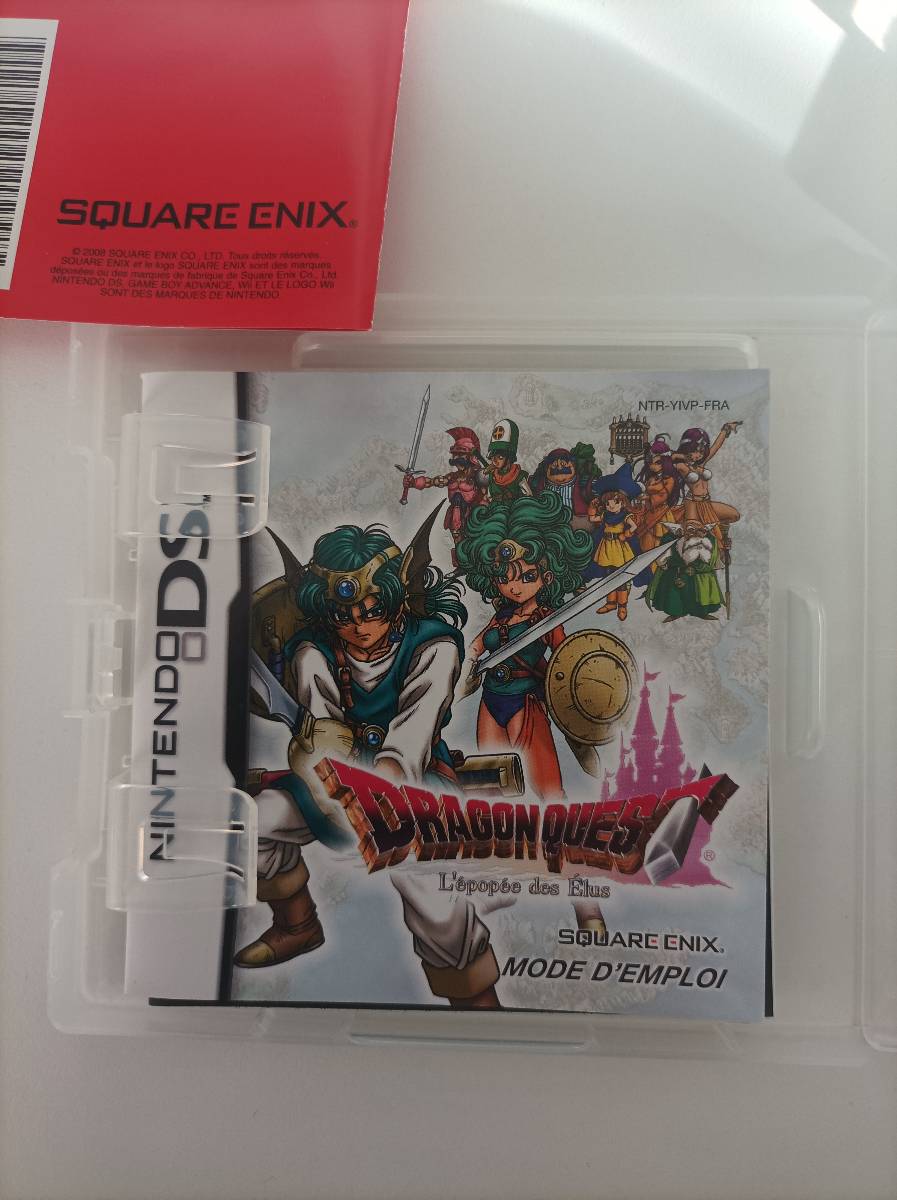 SQUARE ENIX®
© 2008 SQUARE ENIX CO., LTD. Tous droits réservés.
SQUARE ENIX et le logo SQUARE ENIX sont des marques
déposées ou des marques de fabrique de Square Enix Co., Ltd.
NINTENDO DS, GAME BOY ADVANCE, Wii ET LE LOGO Wii
SONT DES MARQUES DE NINTENDO.
NTR-YIVP-FRA
NINTENDO DS
DRAGON QUEST®
L'épopée des Élus
SQUARE ENIX®
MODE D'EMPLOI